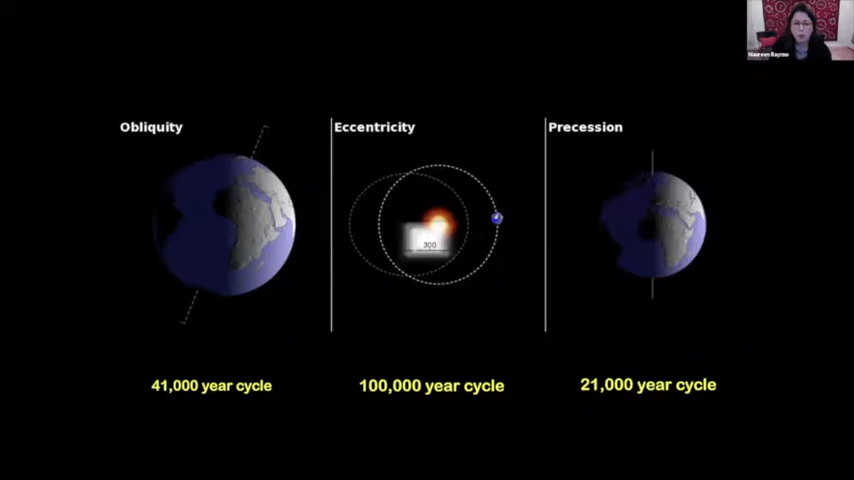 Maureen Raymo
Obliquity
Eccentricity
Precession
300
41,000 year cycle
100,000 year cycle
21,000 year cycle